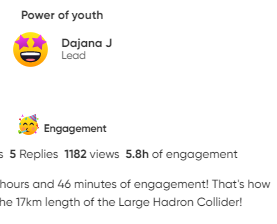 Power of youth
Dajana J
Lead
Engagement
s 5 Replies 1182 views 5.8h of engagement
hours and 46 minutes of engagement! That's how
he 17km length of the Large Hadron Collider!